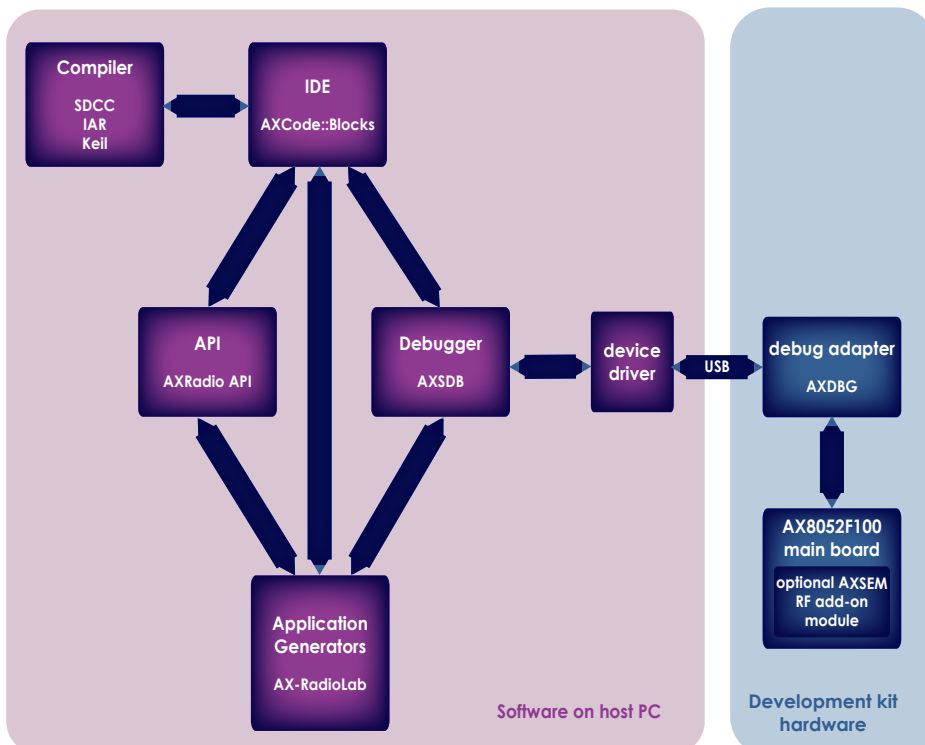 Compiler
SDCC
IAR
Keil
IDE
AXCode::Blocks
API
AXRadio API
Debugger
AXSDB
device
driver
USB
debug adapter
AXDBG
AX8052F100
main board
optional AXSEM
RF add-on
module
Application
Generators
AX-RadioLab
Software on host PC
Development kit
hardware